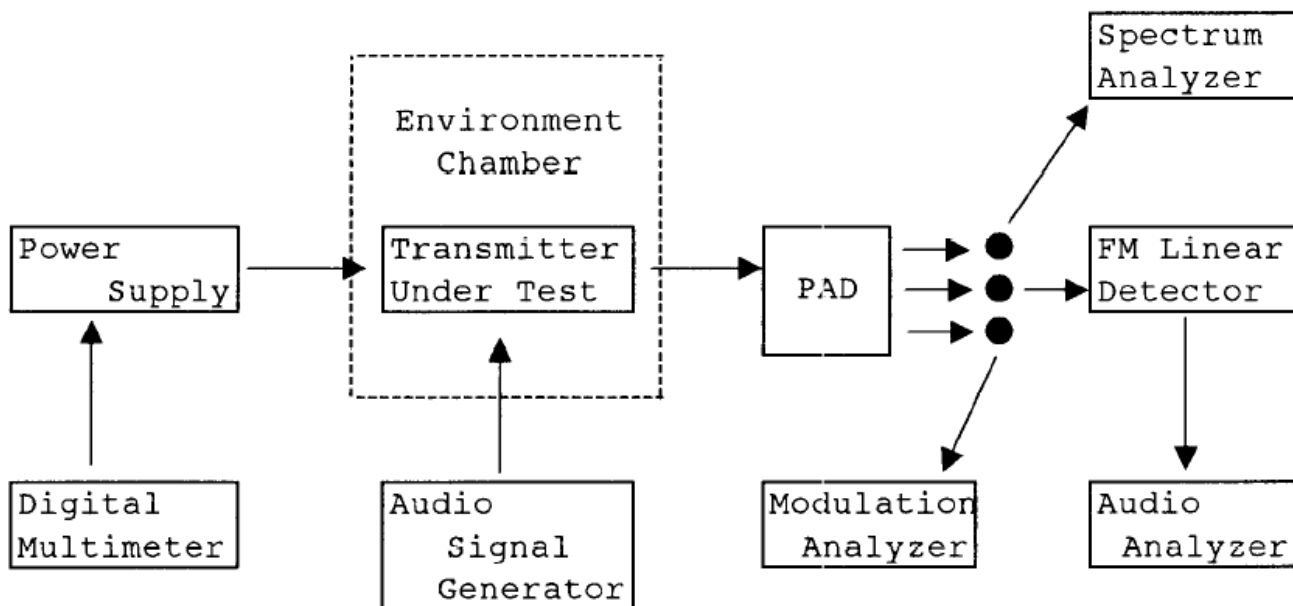 Spectrum
Analyzer
Environment
Chamber
Power
Supply
Transmitter
Under Test
PAD
FM Linear
Detector
Digital
Multimeter
Audio
Signal
Generator
Modulation
Analyzer
Audio
Analyzer